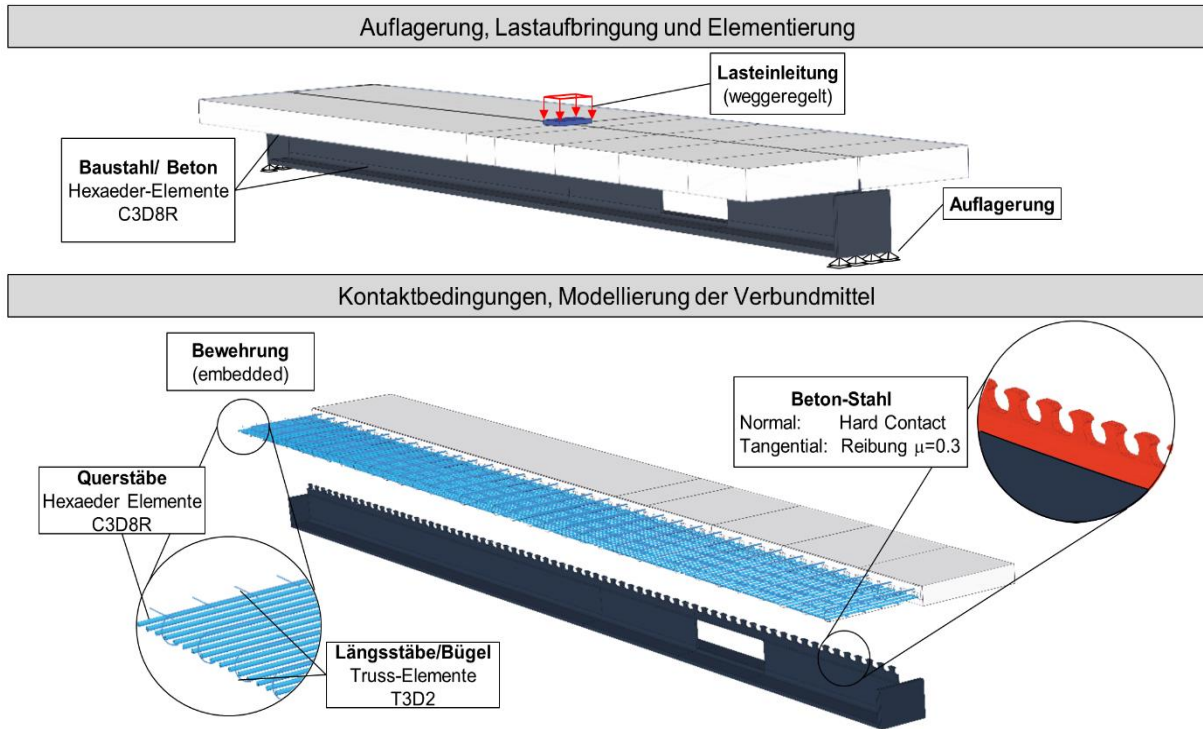 Auflagerung, Lastaufbringung und Elementierung
Lasteinleitung
(weggeregelt)
Baustahl/ Beton
Hexaeder-Elemente
C3D8R
Auflagerung
Kontaktbedingungen, Modellierung der Verbundmittel
Bewehrung
(embedded)
Beton-Stahl
Normal: Hard Contact
Tangential: Reibung μ=0.3
Querstäbe
Hexaeder Elemente
C3D8R
Längsstäbe/Bügel
Truss-Elemente
T3D2